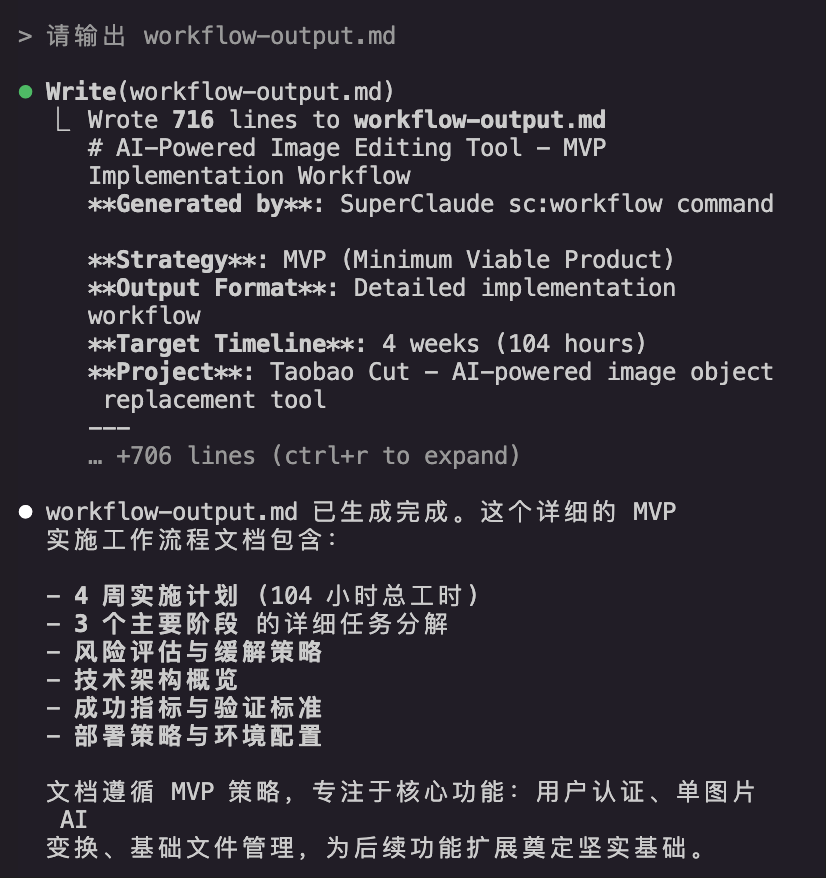 > 请输出 workflow-output.md
● Write(workflow-output.md)
⎿ Wrote 716 lines to workflow-output.md
# AI-Powered Image Editing Tool - MVP
Implementation Workflow
**Generated by**: SuperClaude sc:workflow command
**Strategy**: MVP (Minimum Viable Product)
**Output Format**: Detailed implementation
workflow
**Target Timeline**: 4 weeks (104 hours)
**Project**: Taobao Cut - AI-powered image object
replacement tool
---
… +706 lines (ctrl+r to expand)
● workflow-output.md 已生成完成。这个详细的 MVP
实施工作流程文档包含：
- 4 周实施计划 (104 小时总工时)
- 3 个主要阶段 的详细任务分解
- 风险评估与缓解策略
- 技术架构概览
- 成功指标与验证标准
- 部署策略与环境配置
文档遵循 MVP 策略，专注于核心功能：用户认证、单图片
AI
变换、基础文件管理，为后续功能扩展奠定坚实基础。